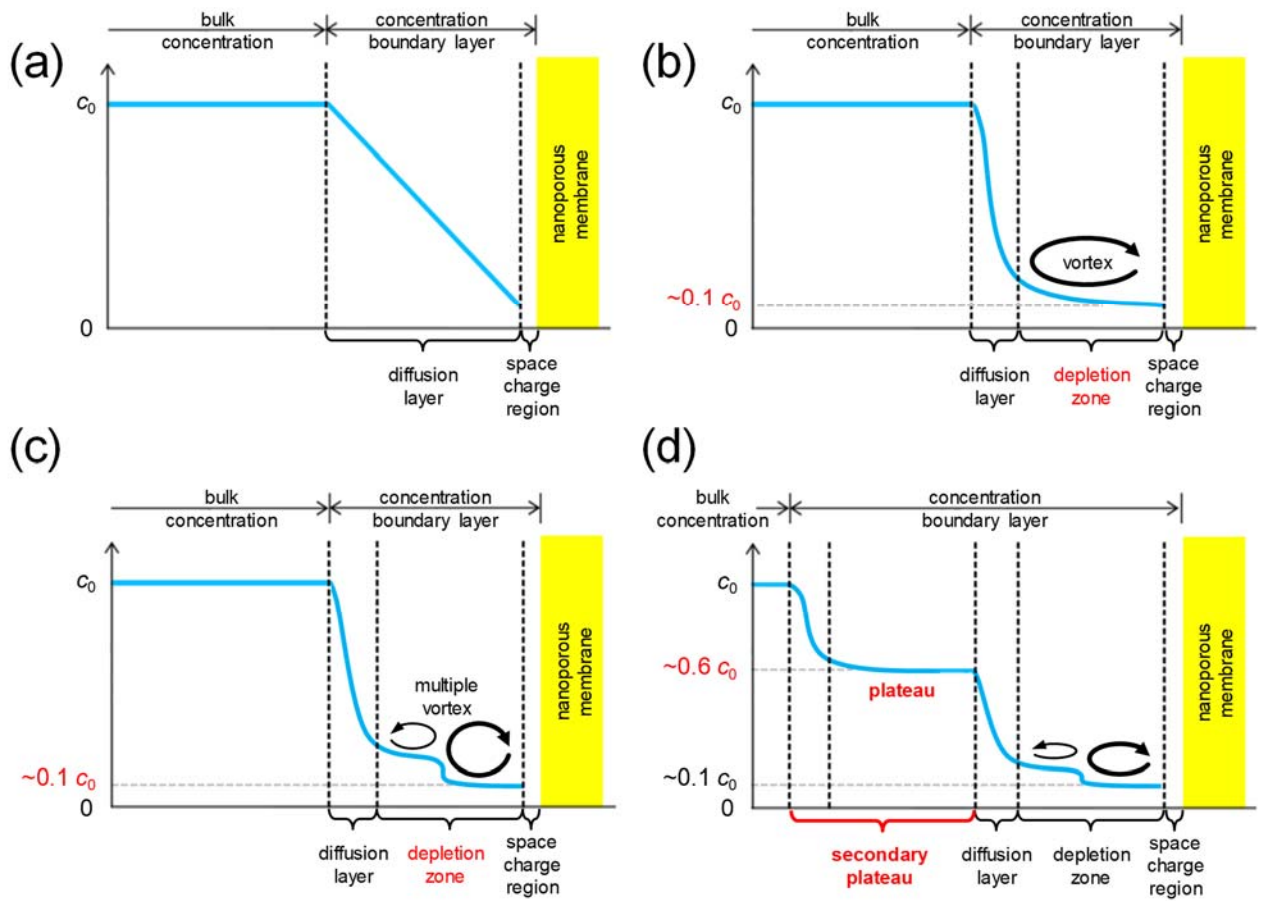 (a)
bulk
concentration
concentration
boundary layer
c0
0
nanoporous
membrane
diffusion
layer
space
charge
region
(b)
bulk
concentration
concentration
boundary layer
c0
~0.1 c0
0
vortex
nanoporous
membrane
diffusion
layer
depletion
zone
space
charge
region
(c)
bulk
concentration
concentration
boundary layer
c0
~0.1 c0
0
multiple
vortex
nanoporous
membrane
diffusion
layer
depletion
zone
space
charge
region
(d)
bulk
concentration
concentration
boundary layer
c0
~0.6 c0
~0.1 c0
0
plateau
nanoporous
membrane
secondary
plateau
diffusion
layer
depletion
zone
space
charge
region